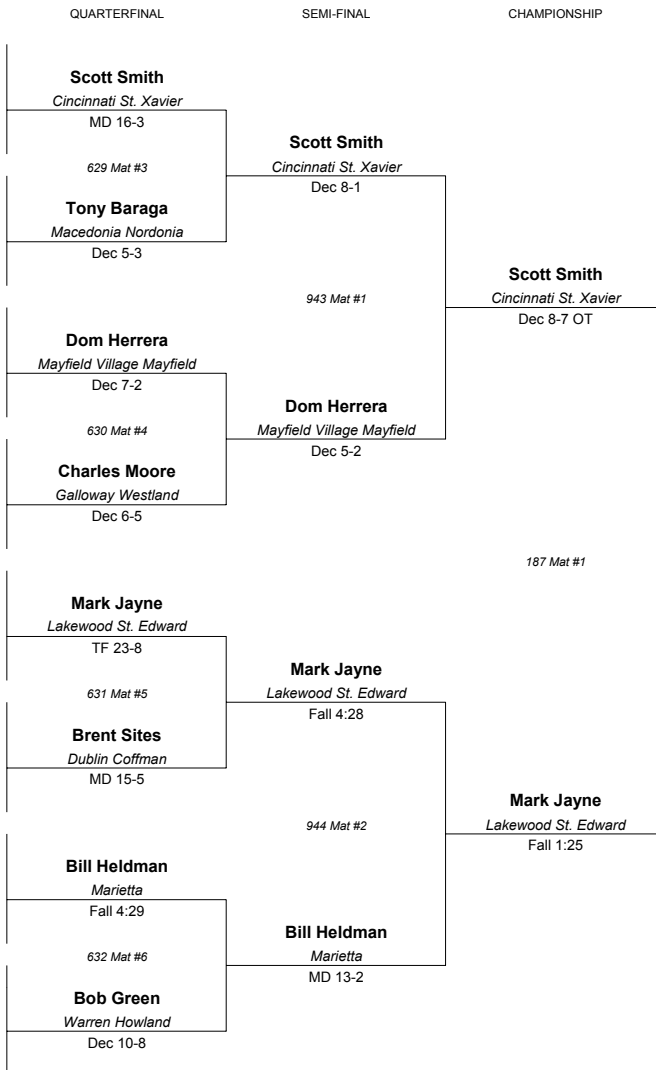 QUARTERFINAL
SEMI-FINAL
CHAMPIONSHIP
Scott Smith
Cincinnati St. Xavier
MD 16-3
629 Mat #3
Tony Baraga
Macedonia Nordonia
Dec 5-3
Dom Herrera
Mayfield Village Mayfield
Dec 7-2
630 Mat #4
Charles Moore
Galloway Westland
Dec 6-5
Mark Jayne
Lakewood St. Edward
TF 23-8
631 Mat #5
Brent Sites
Dublin Coffman
MD 15-5
Bill Heldman
Marietta
Fall 4:29
632 Mat #6
Bob Green
Warren Howland
Dec 10-8
Scott Smith
Cincinnati St. Xavier
Dec 8-1
943 Mat #1
Dom Herrera
Mayfield Village Mayfield
Dec 5-2
Mark Jayne
Lakewood St. Edward
Fall 4:28
944 Mat #2
Bill Heldman
Marietta
MD 13-2
Scott Smith
Cincinnati St. Xavier
Dec 8-7 OT
187 Mat #1
Mark Jayne
Lakewood St. Edward
Fall 1:25